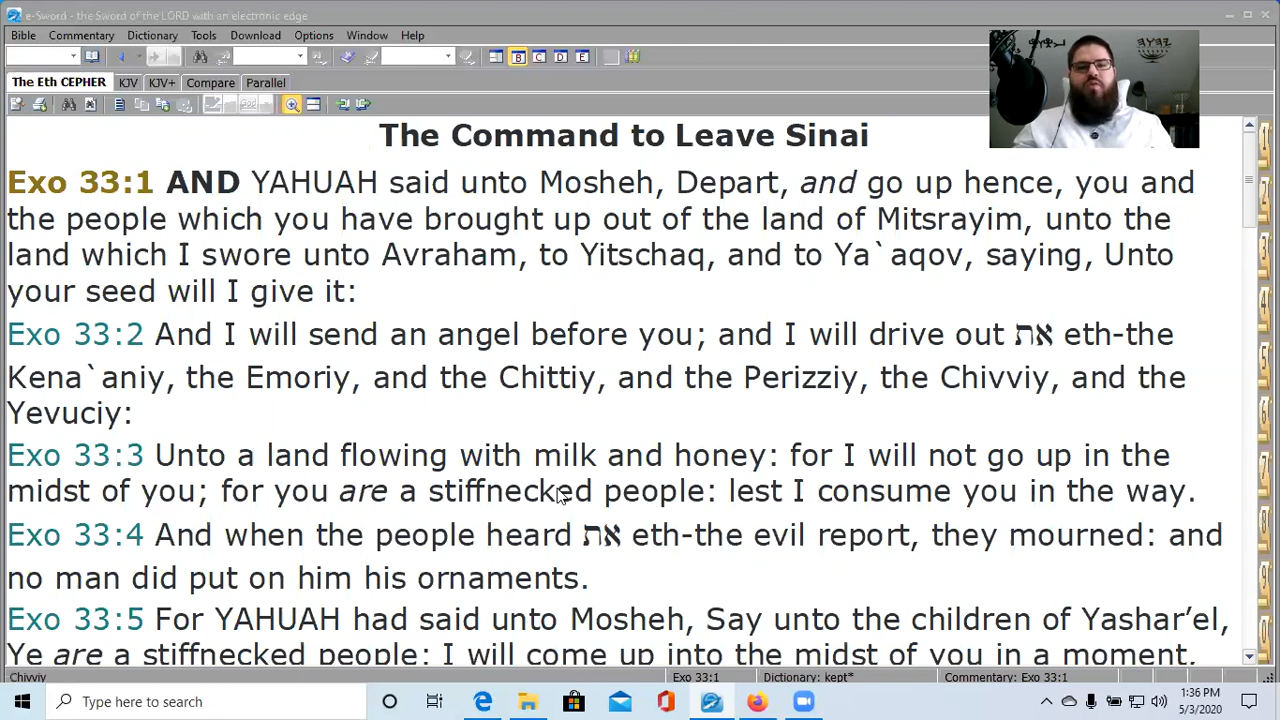 e-Sword - the Sword of the LORD with an electronic edge
Bible Commentary Dictionary Tools Download Options Window Help
B C D E
The Eth CEPHER KJV KJV+ Compare Parallel
The Command to Leave Sinai
Exo 33:1 AND YAHUAH said unto Mosheh, Depart, and go up hence, you and
the people which you have brought up out of the land of Mitsrayim, unto the
land which I swore unto Avraham, to Yitschaq, and to Ya`aqov, saying, Unto
your seed will I give it:
Exo 33:2 And I will send an angel before you; and I will drive out את eth-the
Kena`aniy, the Emoriy, and the Chittiy, and the Perizziy, the Chivviy, and the
Yevuciy:
Exo 33:3 Unto a land flowing with milk and honey: for I will not go up in the
midst of you; for you are a stiffnecked people: lest I consume you in the way.
Exo 33:4 And when the people heard את eth-the evil report, they mourned: and
no man did put on him his ornaments.
Exo 33:5 For YAHUAH had said unto Mosheh, Say unto the children of Yashar’el,
Ye are a stiffnecked people: I will come up into the midst of you in a moment,
Chivviy Exo 33:1 Dictionary: kept* Commentary: Exo 33:1
Type here to search
1:36 PM
5/3/2020